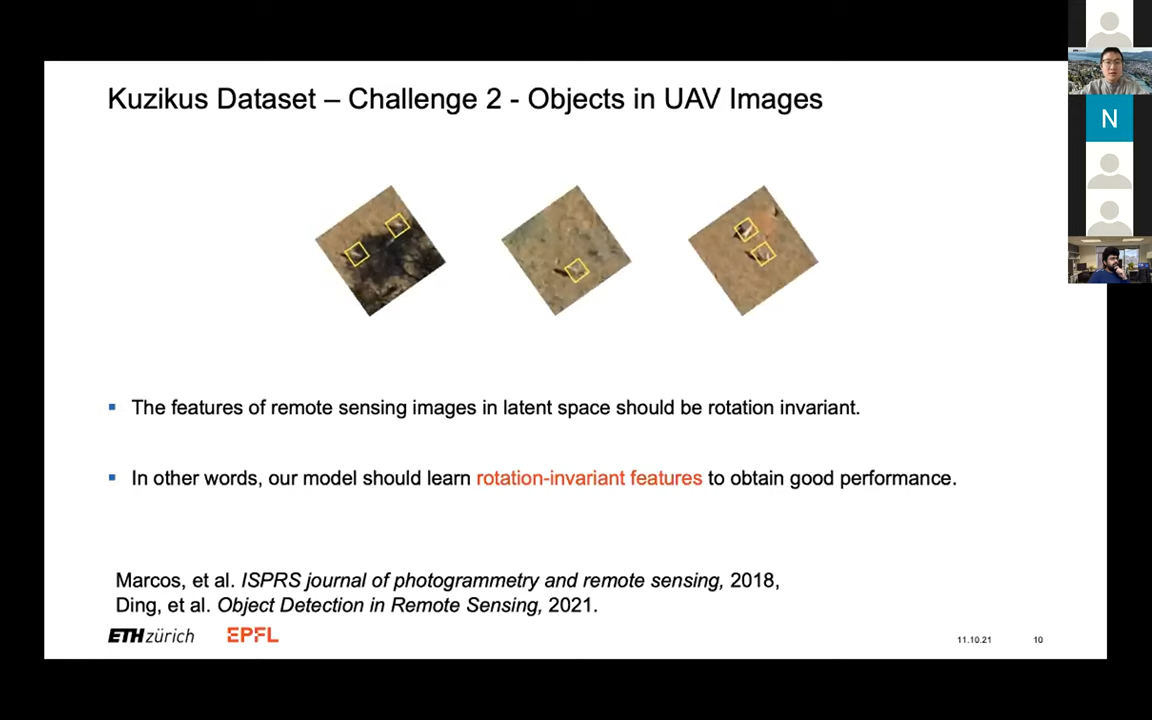 Kuzikus Dataset – Challenge 2 - Objects in UAV Images
N
▪ The features of remote sensing images in latent space should be rotation invariant.
▪ In other words, our model should learn rotation-invariant features to obtain good performance.
Marcos, et al. ISPRS journal of photogrammetry and remote sensing, 2018,
Ding, et al. Object Detection in Remote Sensing, 2021.
ETH zürich EPFL 11.10.21 10